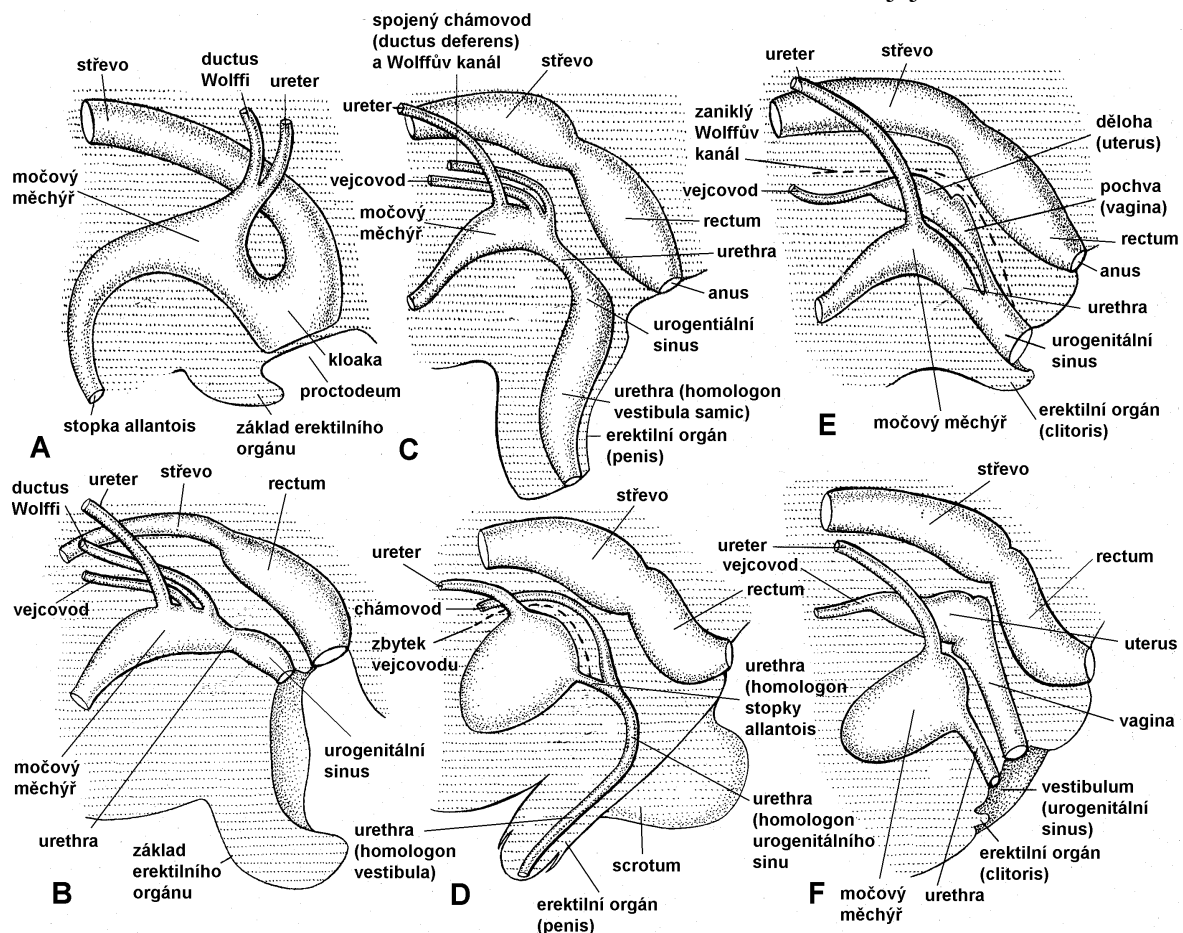 střevo
ductus
Wolffi
ureter
močový
měchýř
kloaka
proctodeum
stopka allantois
základ erektilního
orgánu
A
spojený chámovod
(ductus deferens)
a Wolffův kanál
střevo
ureter
vejcovod
močový
měchýř
rectum
urethra
anus
urogentiální
sinus
urethra (homologon
vestibula samic)
erektilní orgán
(penis)
C
ureter
střevo
zaniklý
Wolffův
kanál
děloha
(uterus)
vejcovod
pochva
(vagina)
rectum
anus
urethra
urogenitální
sinus
močový měchýř
erektilní orgán
(clitoris)
E
ductus
Wolffi
ureter
střevo
rectum
vejcovod
močový
měchýř
urogenitální
sinus
urethra
základ
erektilního
orgánu
B
střevo
ureter
chámovod
zbytek
vejcovodu
rectum
urethra
(homologon
stopky
allantois
urethra
(homologon
urogenitálního
sinu
urethra
(homologon
vestibula)
scrotum
erektilní orgán
(penis)
D
střevo
ureter
vejcovod
rectum
uterus
vagina
vestibulum
(urogenitální
sinus)
erektilní orgán
(clitoris)
močový
měchýř
urethra
F